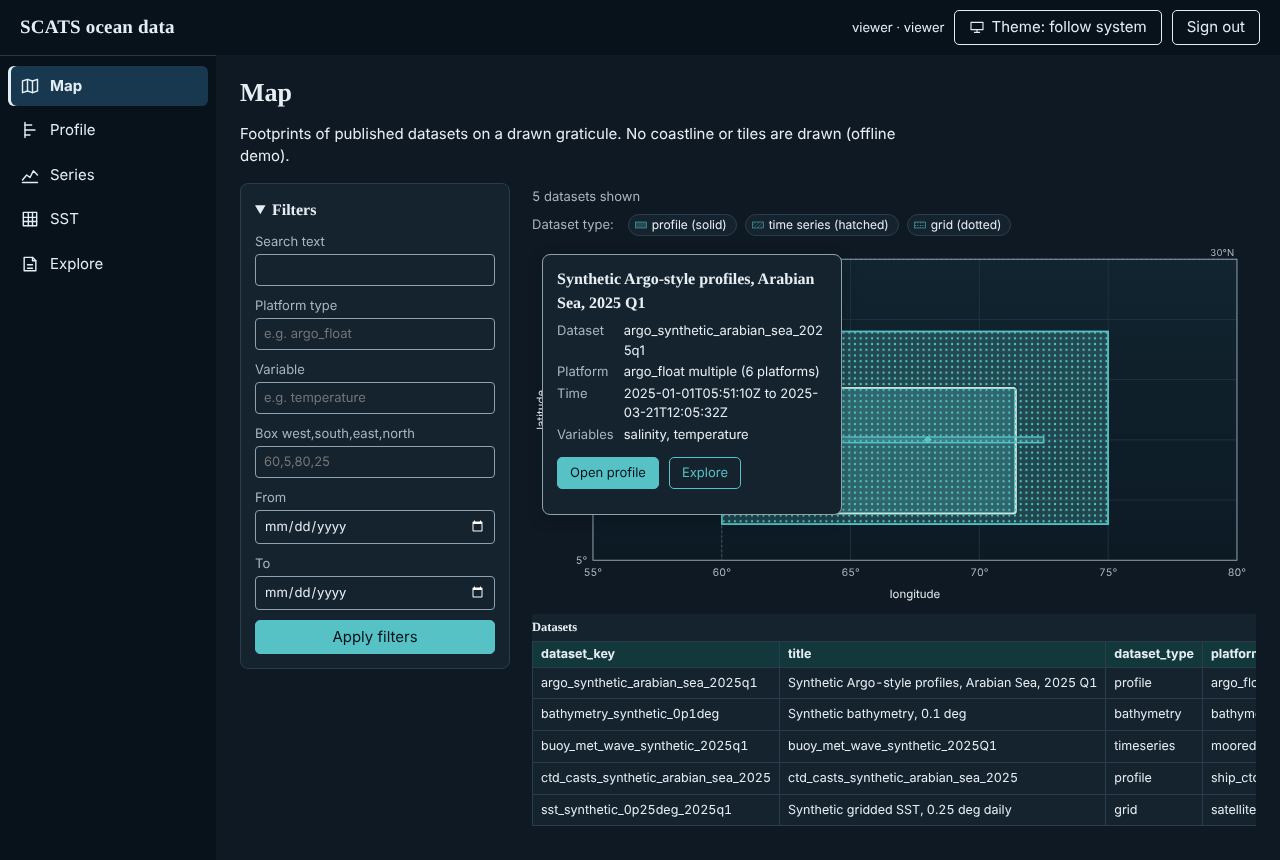 SCATS ocean data
viewer · viewer
Theme: follow system
Sign out
Map
Profile
Series
SST
Explore
Map
Footprints of published datasets on a drawn graticule. No coastline or tiles are drawn (offline
demo).
Filters
Search text
Platform type
e.g. argo_float
Variable
e.g. temperature
Box west,south,east,north
60,5,80,25
From
mm/dd/yyyy
To
mm/dd/yyyy
Apply filters
5 datasets shown
Dataset type:
profile (solid)
time series (hatched)
grid (dotted)
30°N
Synthetic Argo-style profiles, Arabian
Sea, 2025 Q1
Dataset argo_synthetic_arabian_sea_202
5q1
Platform argo_float multiple (6 platforms)
Time 2025-01-01T05:51:10Z to 2025-
03-21T12:05:32Z
Variables salinity, temperature
Open profile
Explore
5°
55° 60° 65° 70° 75° 80°
longitude
Datasets
dataset_key title dataset_type
argo_synthetic_arabian_sea_2025q1 Synthetic Argo-style profiles, Arabian Sea, 2025 Q1 profile
bathymetry_synthetic_0p1deg Synthetic bathymetry, 0.1 deg bathymetry
buoy_met_wave_synthetic_2025q1 buoy_met_wave_synthetic_2025Q1 timeseries moored
ctd_casts_synthetic_arabian_sea_2025 ctd_casts_synthetic_arabian_sea_2025 profile
sst_synthetic_0p25deg_2025q1 Synthetic gridded SST, 0.25 deg daily grid satellite